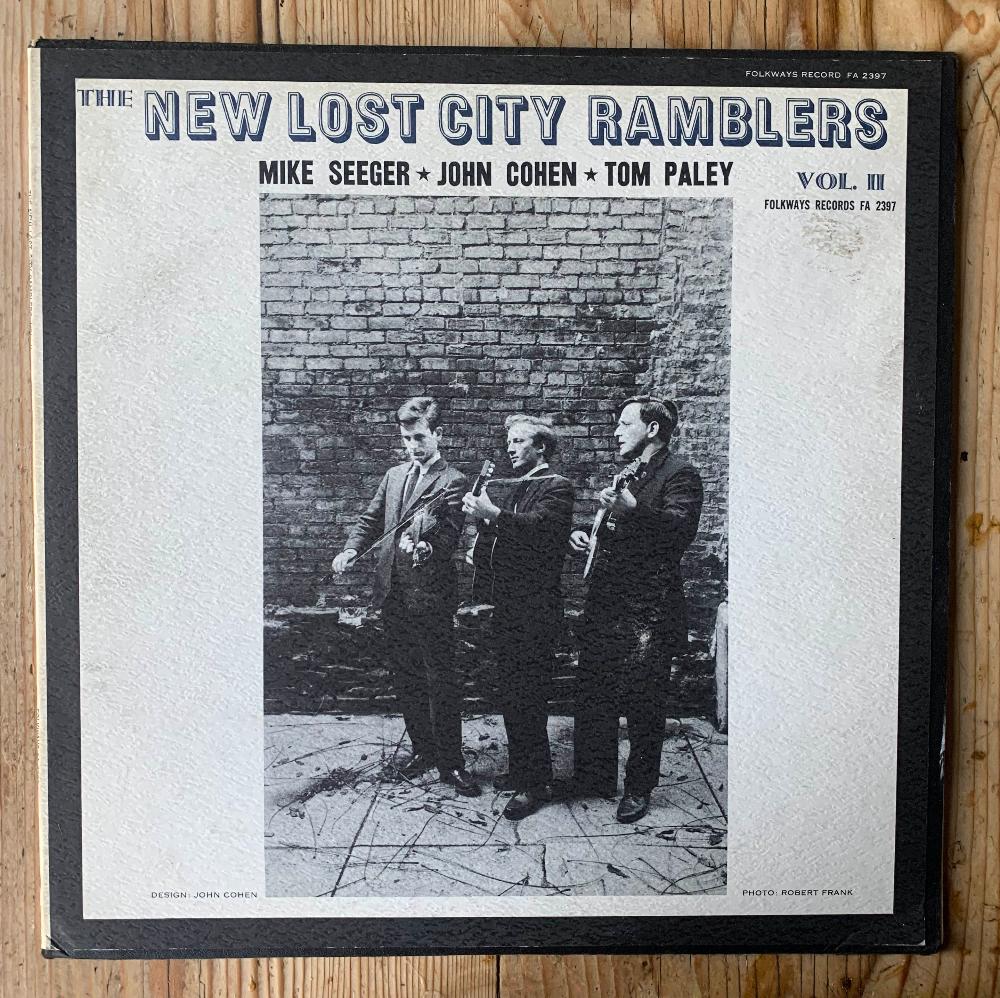 FOLKWAYS RECORD FA 2397
THE NEW LOST CITY RAMBLERS
MIKE SEEGER ★ JOHN COHEN ★ TOM PALEY
VOL. II
FOLKWAYS RECORDS FA 2397
DESIGN: JOHN COHEN
PHOTO: ROBERT FRANK